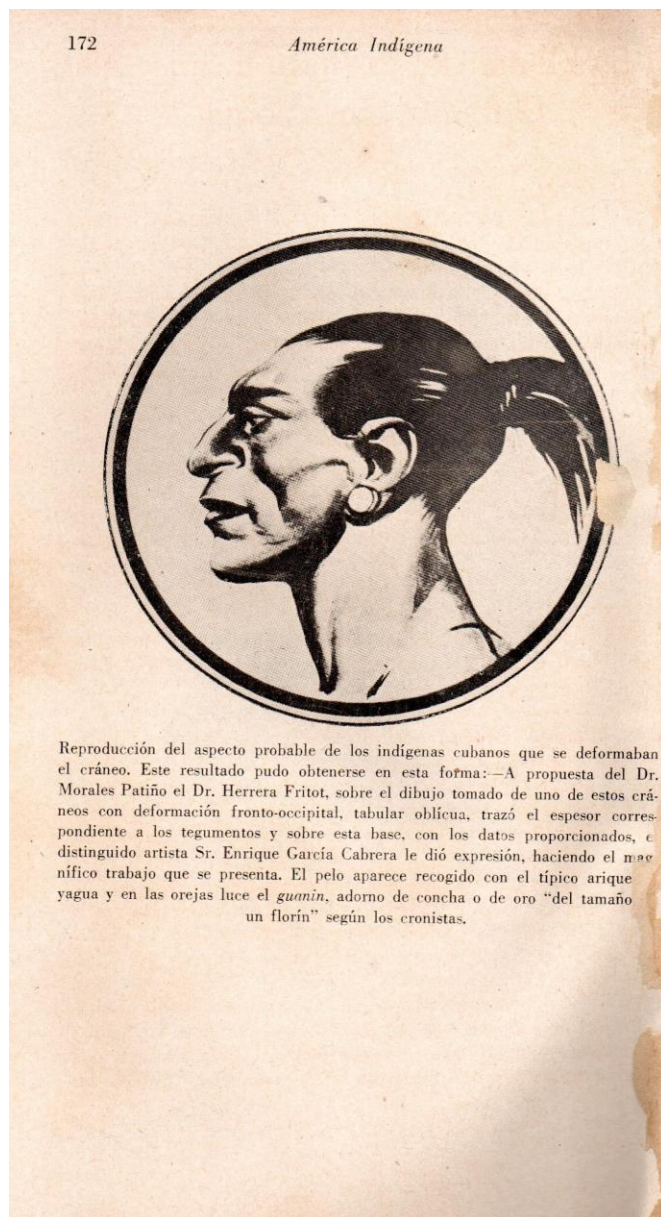 172
América Indígena
Reproducción del aspecto probable de los indígenas cubanos que se deformaban
el cráneo. Este resultado pudo obtenerse en esta forma:—A propuesta del Dr.
Morales Patiño el Dr. Herrera Fritot, sobre el dibujo tomado de uno de estos crá-
neos con deformación fronto-occipital, tabular oblícua, trazó el espesor corres-
pondiente a los tegumentos y sobre esta base, con los datos proporcionados, e
distinguido artista Sr. Enrique García Cabrera le dió expresión, haciendo el mag
nífico trabajo que se presenta. El pelo aparece recogido con el típico arique
yagua y en las orejas luce el guanin, adorno de concha o de oro “del tamaño
un florín” según los cronistas.